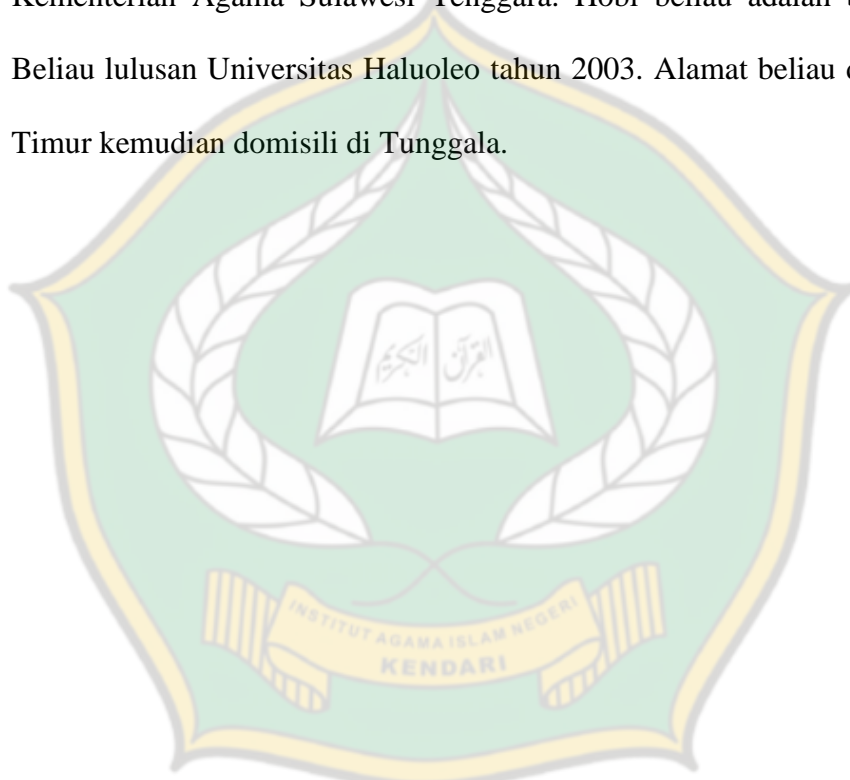 Kementerian Agama Sulawesi Tenggara. Hobi beliau adalah
Beliau lulusan Universitas Haluoleo tahun 2003. Alamat beliau
Timur kemudian domisili di Tunggala.
القرآن الكريم
INSTITUT AGAMA ISLAM NEGERI
KENDARI